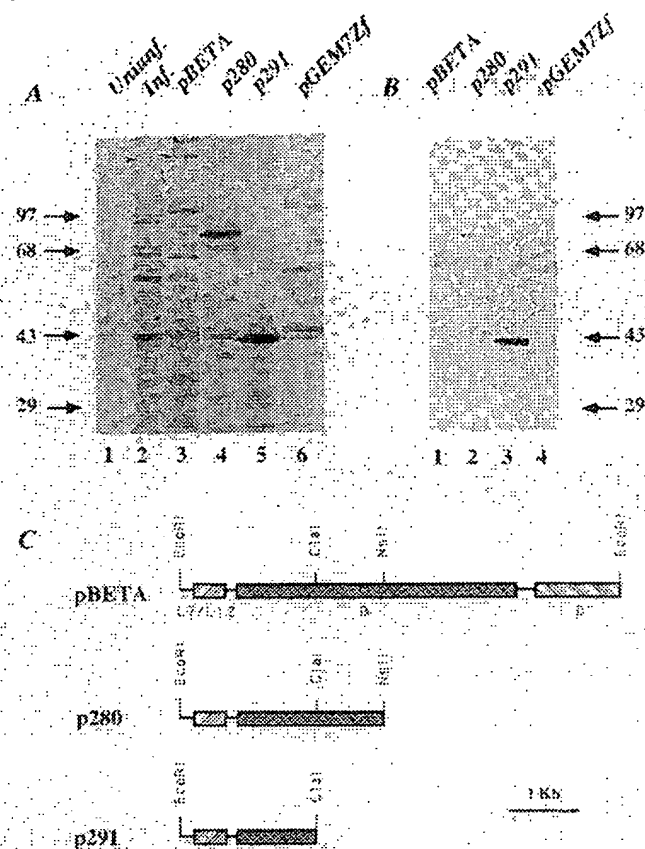 A Uninf. Inf. pBETA p280 p291 pGEM7Zf
B pBETA p280 p291 pGEM7Zf
97 97
68 68
43 43
29 29
1 2 3 4 5 6 1 2 3 4
C
EcoRI ClaI EcoRI
pBETA
L7/L12 β
EcoRI ClaI
p280
EcoRI ClaI
1 Kb
p291